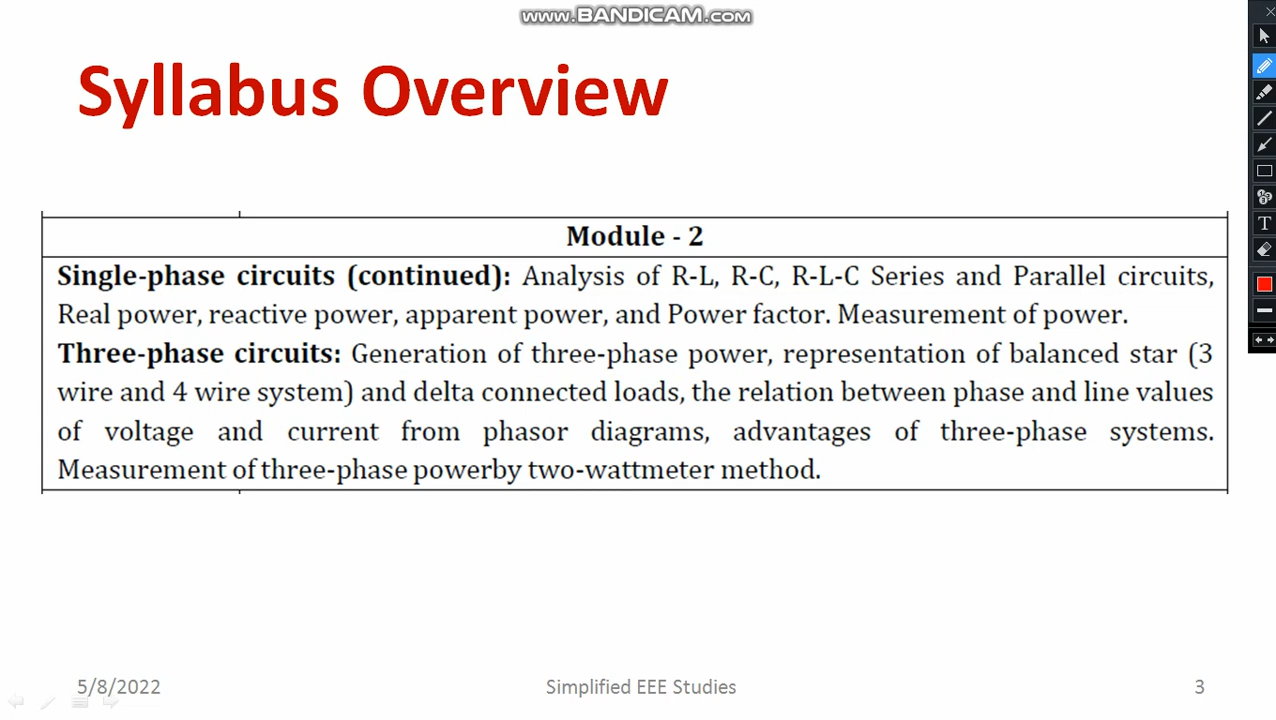 www.BANDICAM.com
Syllabus Overview
Module - 2
Single-phase circuits (continued): Analysis of R-L, R-C, R-L-C Series and Parallel circuits,
Real power, reactive power, apparent power, and Power factor. Measurement of power.
Three-phase circuits: Generation of three-phase power, representation of balanced star (3
wire and 4 wire system) and delta connected loads, the relation between phase and line values
of voltage and current from phasor diagrams, advantages of three-phase systems.
Measurement of three-phase powerby two-wattmeter method.
5/8/2022 Simplified EEE Studies 3